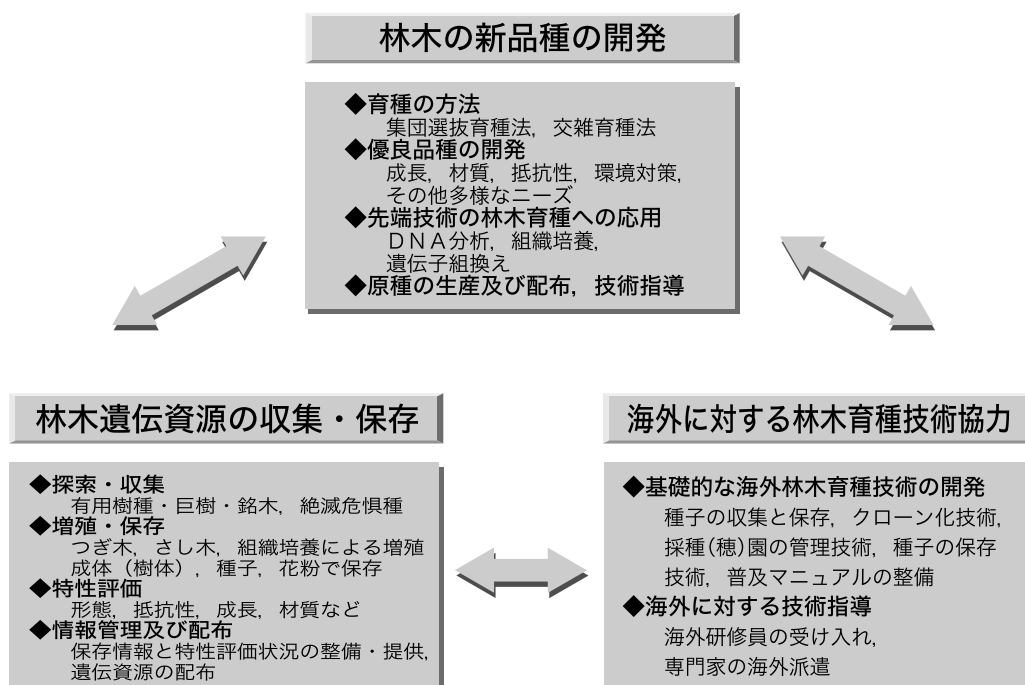 林木の新品種の開発
◆育種の方法
集団選抜育種法，交雑育種法
◆優良品種の開発
成長，材質，抵抗性，環境対策，
その他多様なニーズ
◆先端技術の林木育種への応用
ＤＮＡ分析，組織培養，
遺伝子組換え
◆原種の生産及び配布，技術指導
林木遺伝資源の収集・保存
◆探索・収集
有用樹種・巨樹・銘木，絶滅危惧種
◆増殖・保存
つぎ木，さし木，組織培養による増殖
成体（樹体），種子，花粉で保存
◆特性評価
形態，抵抗性，成長，材質など
◆情報管理及び配布
保存情報と特性評価状況の整備・提供，
遺伝資源の配布
海外に対する林木育種技術協力
◆基礎的な海外林木育種技術の開発
種子の収集と保存，クローン化技術，
採種(穂)園の管理技術，種子の保存
技術，普及マニュアルの整備
◆海外に対する技術指導
海外研修員の受け入れ，
専門家の海外派遣